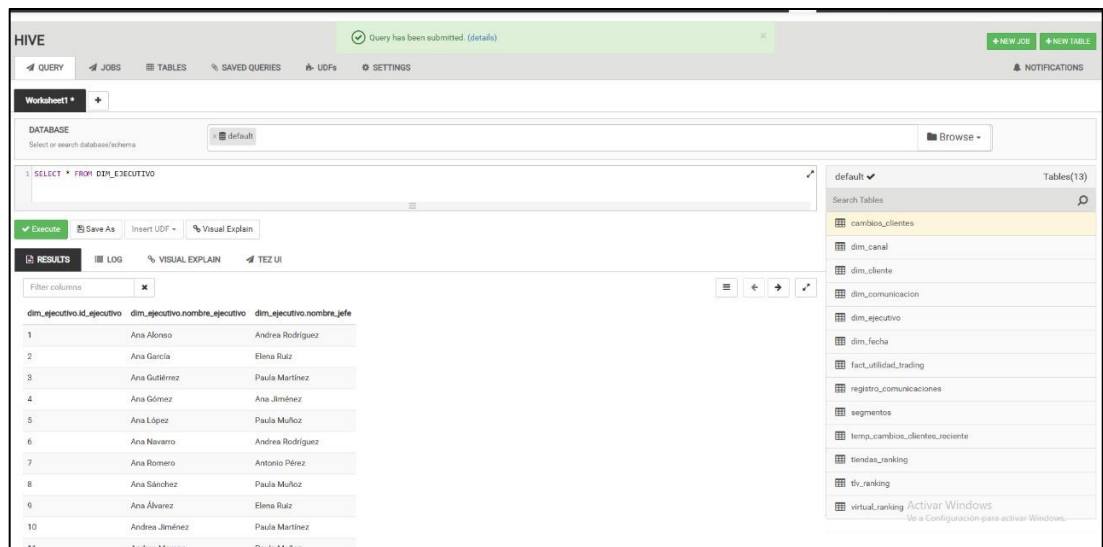 HIVE
Query has been submitted. (details)
×
+ NEW JOB
+ NEW TABLE
QUERY
JOBS
TABLES
SAVED QUERIES
UDFs
SETTINGS
NOTIFICATIONS
Worksheet1 *
+
DATABASE
Select or search database/schema
× default
Browse
1 SELECT * FROM DIM_EJECUTIVO
Execute
Save As
Insert UDF
Visual Explain
RESULTS
LOG
VISUAL EXPLAIN
TEZ UI
Filter columns
dim_ejecutivo.id_ejecutivo dim_ejecutivo.nombre_ejecutivo dim_ejecutivo.nombre_jefe
1 Ana Alonso Andrea Rodríguez
2 Ana García Elena Ruiz
3 Ana Gutiérrez Paula Martínez
4 Ana Gómez Ana Jiménez
5 Ana López Paula Muñoz
6 Ana Navarro Andrea Rodríguez
7 Ana Romero Antonio Pérez
8 Ana Sánchez Paula Muñoz
9 Ana Álvarez Elena Ruiz
10 Andrea Jiménez Paula Martínez
default
Tables(13)
Search Tables
cambios_clientes
dim_canal
dim_cliente
dim_comunicacion
dim_ejecutivo
dim_fecha
fact_utilidad_trading
registro_comunicaciones
segmentos
temp_cambios_clientes_reciente
tiendas_ranking
tlv_ranking
virtual_ranking
Activar Windows
Ve a Configuración para activar Windows.